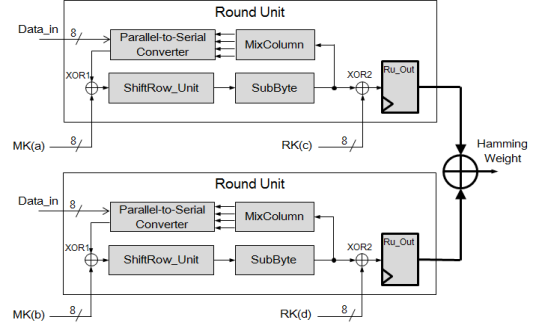 Round Unit
Data_in
8
Parallel-to-Serial
Converter
MixColumn
XOR1
XOR2
Ru_Out
ShiftRow_Unit
SubByte
8
8
MK(a)
RK(c)
Hamming
Weight
Round Unit
Data_in
8
Parallel-to-Serial
Converter
MixColumn
XOR1
XOR2
Ru_Out
ShiftRow_Unit
SubByte
8
8
MK(b)
RK(d)